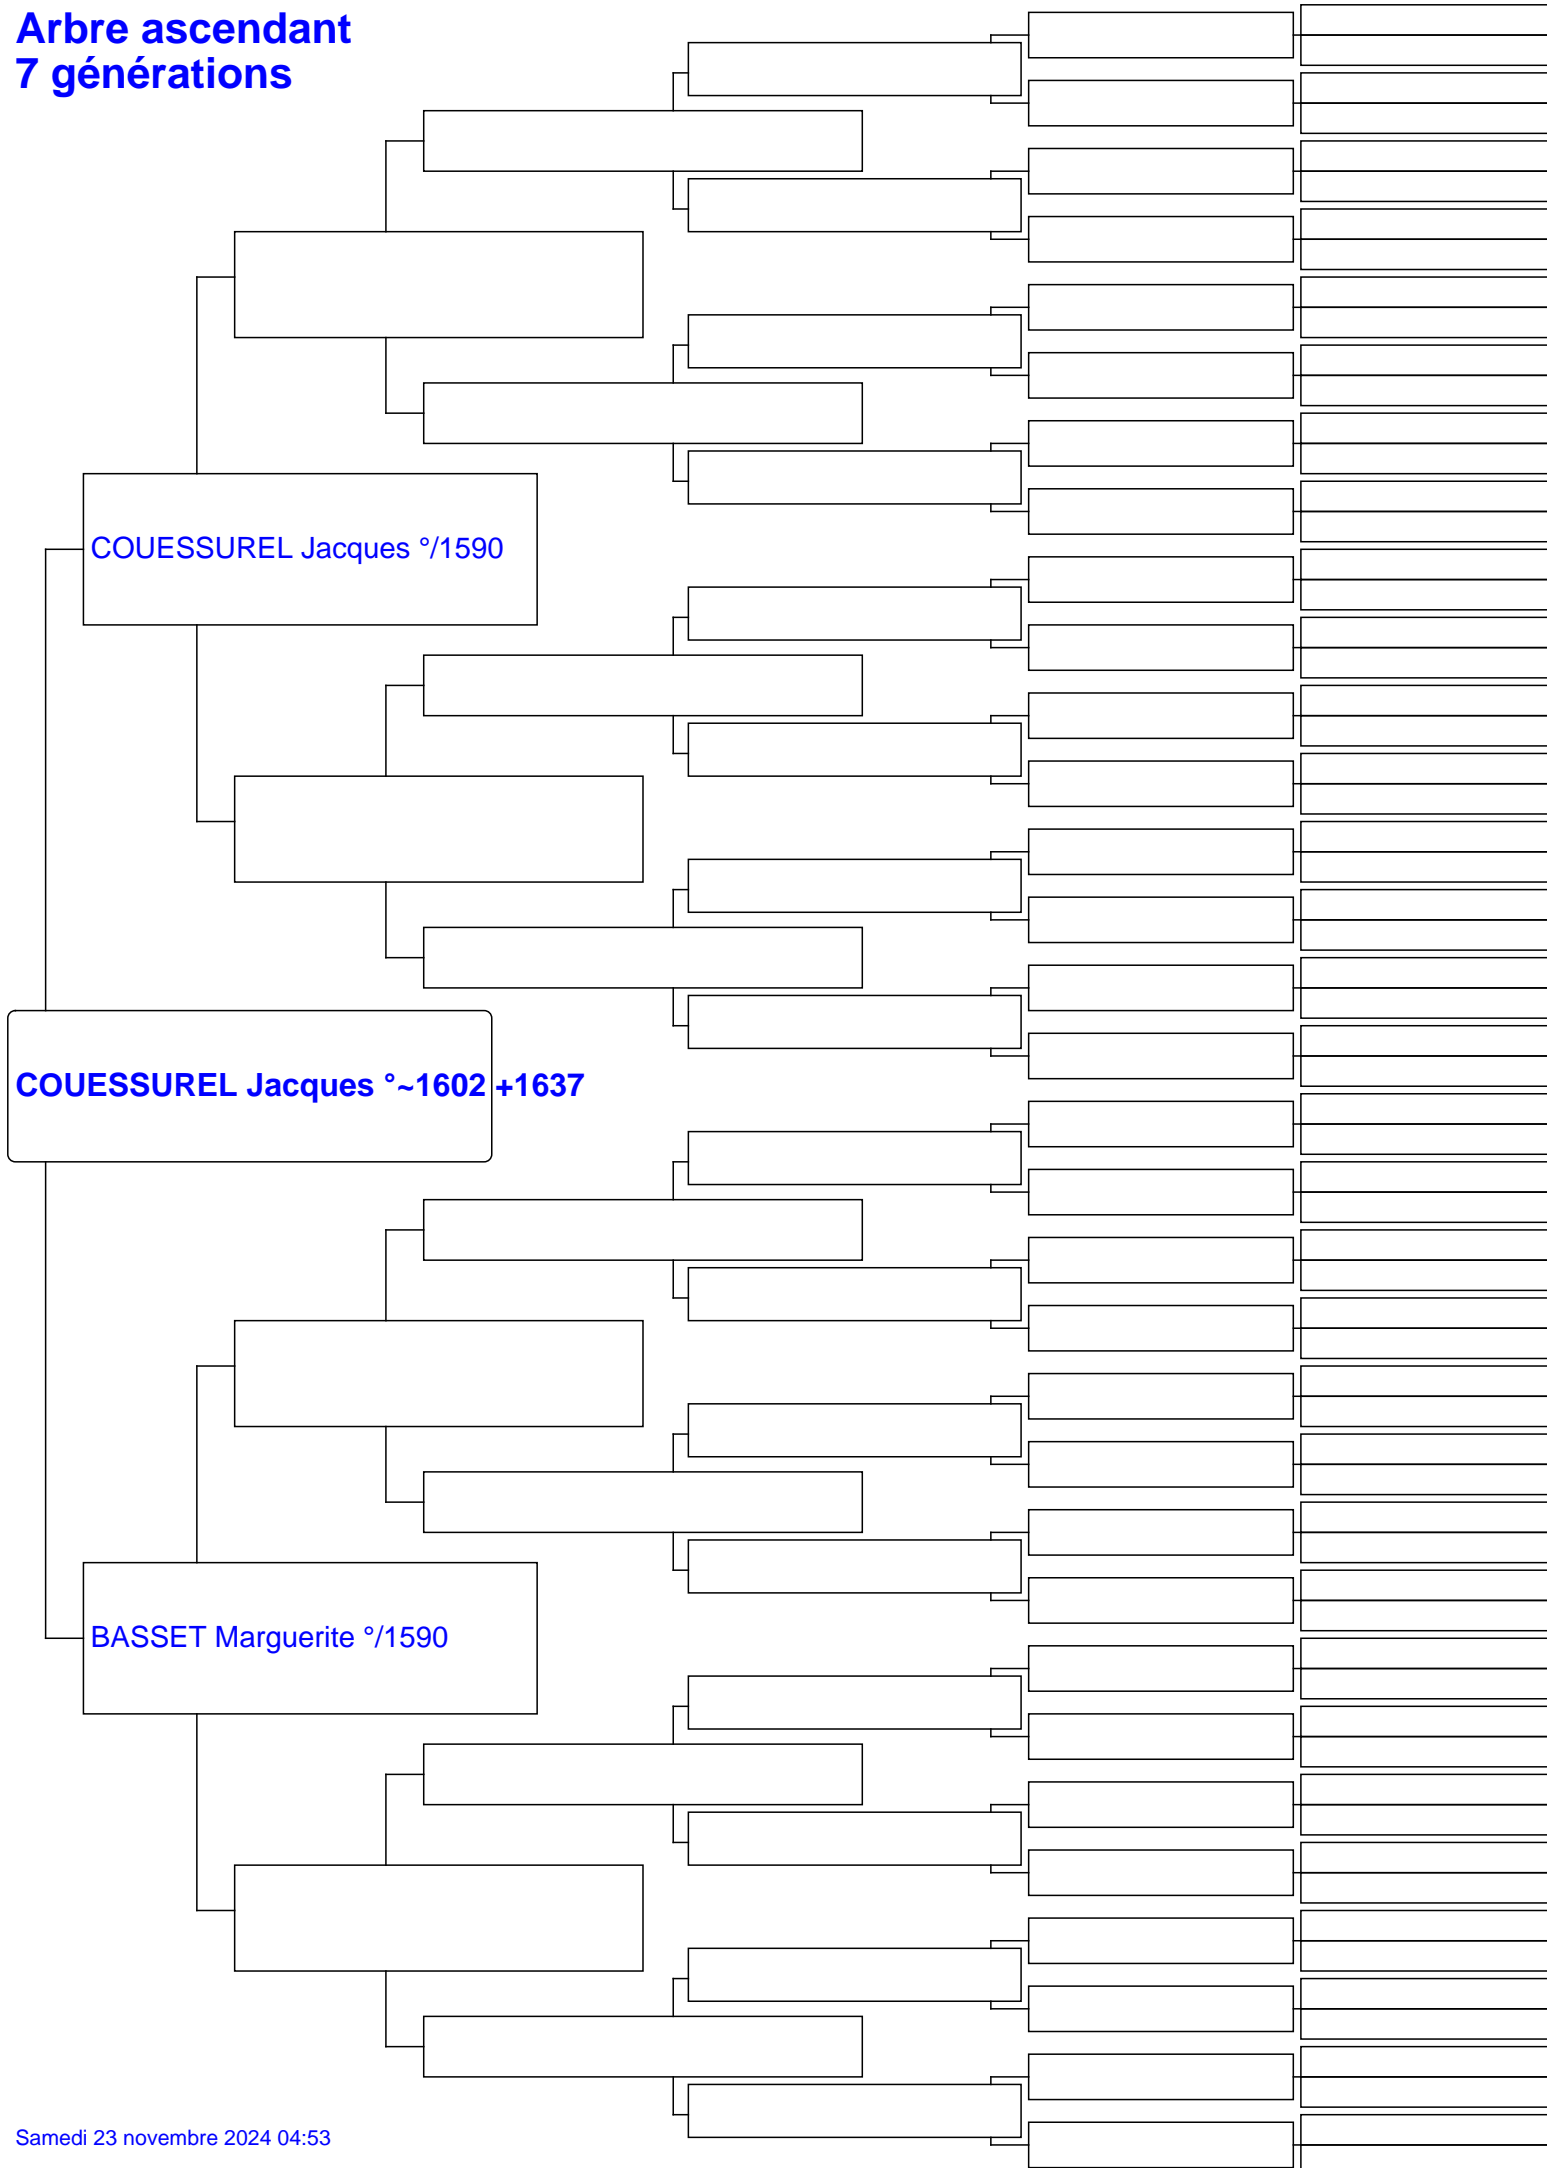 Arbre ascendant
7 générations
COUESSUREL Jacques °/1590
COUESSUREL Jacques °~1602 +1637
BASSET Marguerite °/1590
Samedi 23 novembre 2024 04:53